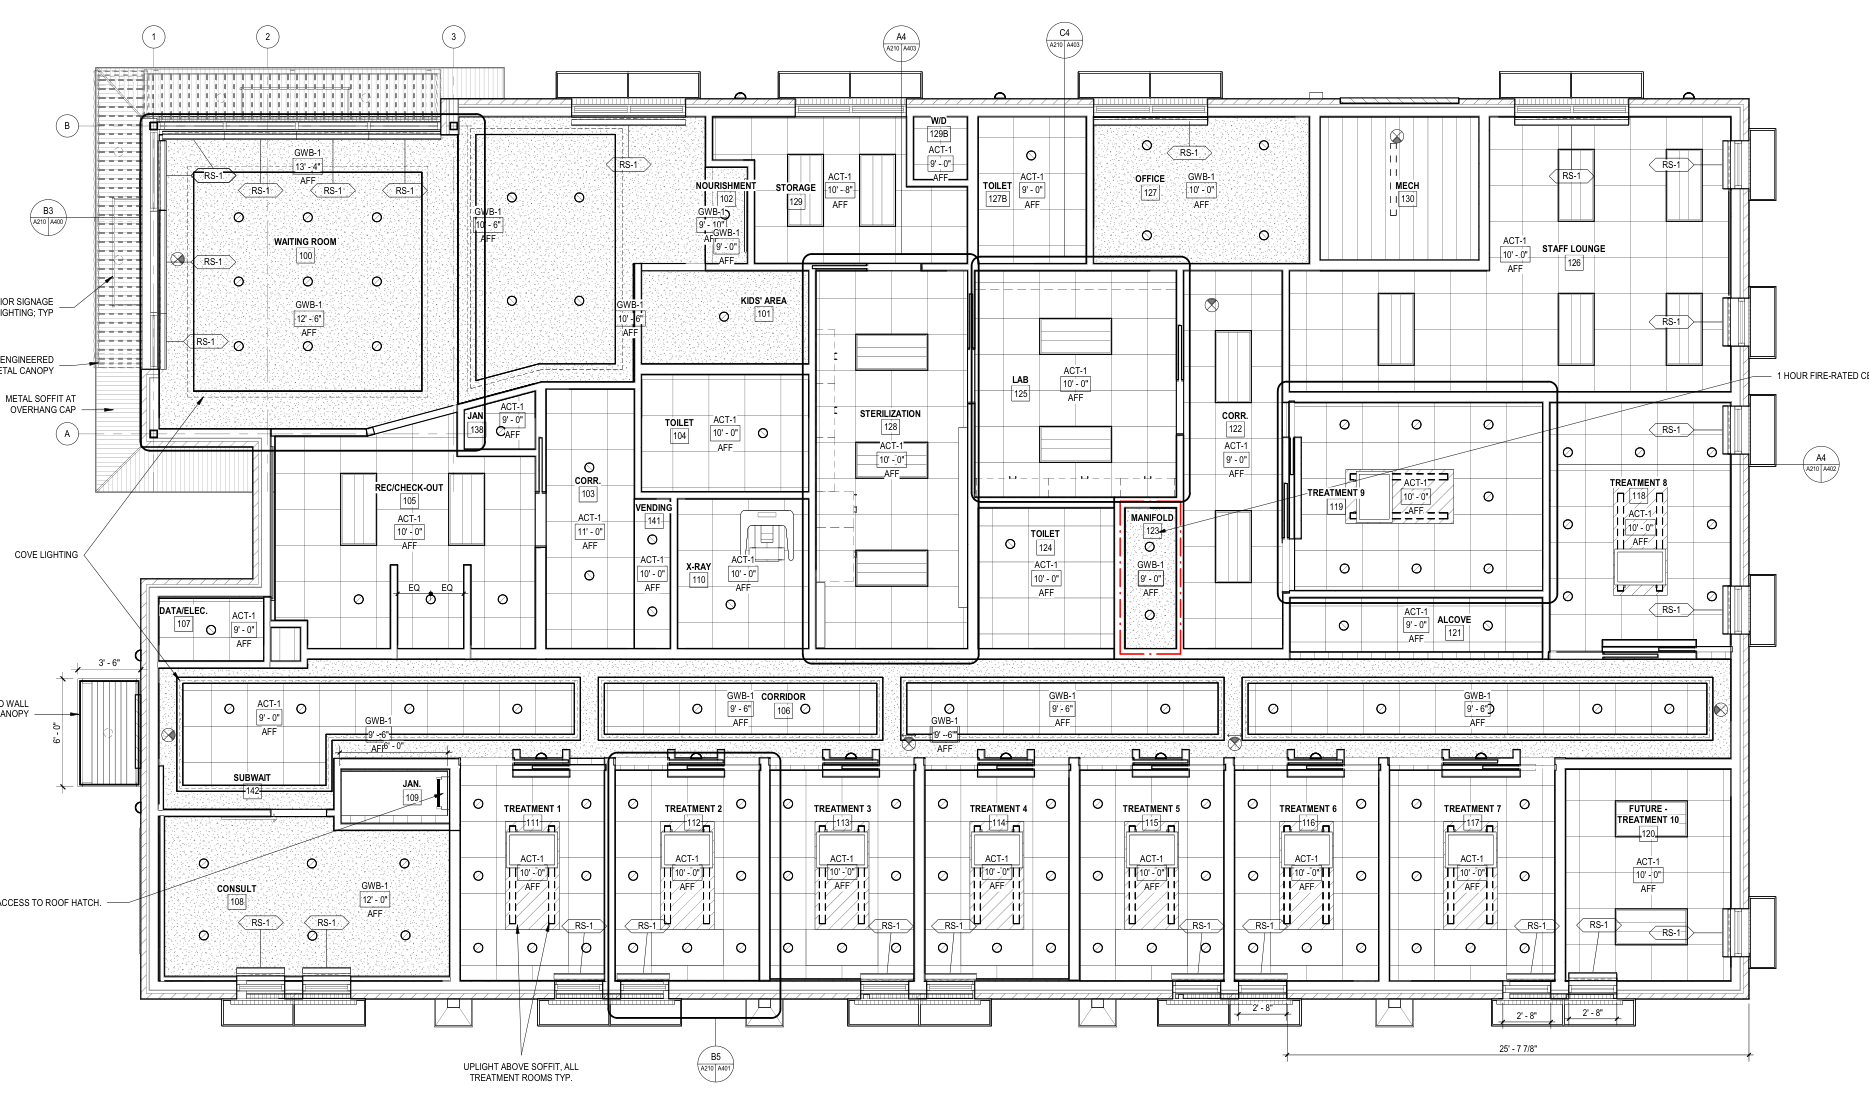 1
2
3
A4
A210 A403
C4
A210 A403
B
A
B3
A210 A400
A4
A210 A402
B5
A210 A401
GWB-1
13' - 4"
AFF
RS-1
RS-1
RS-1
RS-1
WAITING ROOM
100
RS-1
GWB-1
12' - 6"
AFF
RS-1
IOR SIGNAGE
IGHTING; TYP
ENGINEERED
ETAL CANOPY
METAL SOFFIT AT
OVERHANG CAP
COVE LIGHTING
GWB-1
10' - 6"
AFF
RS-1
GWB-1
10' - 6"
AFF
NOURISHMENT
102
GWB-1
9' - 10"
AFF
GWB-1
9' - 0"
AFF
STORAGE
129
ACT-1
10' - 8"
AFF
W/D
129B
ACT-1
9' - 0"
AFF
TOILET
127B
ACT-1
9' - 0"
AFF
OFFICE
127
RS-1
GWB-1
10' - 0"
AFF
MECH
130
RS-1
RS-1
ACT-1
10' - 0"
AFF
STAFF LOUNGE
126
RS-1
1 HOUR FIRE-RATED CE
KIDS' AREA
101
TOILET
104
ACT-1
10' - 0"
AFF
STERILIZATION
128
ACT-1
10' - 0"
AFF
LAB
125
ACT-1
10' - 0"
AFF
CORR.
122
ACT-1
9' - 0"
AFF
TREATMENT 9
119
ACT-1
10' - 0"
AFF
RS-1
TREATMENT 8
118
ACT-1
10' - 0"
AFF
RS-1
JAN.
138
ACT-1
9' - 0"
AFF
REC/CHECK-OUT
105
ACT-1
10' - 0"
AFF
EQ
EQ
CORR.
103
ACT-1
11' - 0"
AFF
VENDING
141
ACT-1
10' - 0"
AFF
X-RAY
110
ACT-1
10' - 0"
AFF
TOILET
124
ACT-1
10' - 0"
AFF
MANIFOLD
123
GWB-1
9' - 0"
AFF
ACT-1
9' - 0"
AFF
ALCOVE
121
DATA/ELEC.
107
ACT-1
9' - 0"
AFF
3' - 6"
6' - 0"
D WALL
ANOPY
ACT-1
9' - 0"
AFF
GWB-1
9' - 6"
AFF
6' - 0"
GWB-1
9' - 6"
AFF
CORRIDOR
106
GWB-1
9' - 6"
AFF
GWB-1
9' - 6"
AFF
GWB-1
9' - 6"
AFF
SUBWAIT
142
JAN.
109
CONSULT
108
GWB-1
12' - 0"
AFF
RS-1
RS-1
ACCESS TO ROOF HATCH.
TREATMENT 1
111
ACT-1
10' - 0"
AFF
RS-1
TREATMENT 2
112
ACT-1
10' - 0"
AFF
RS-1
TREATMENT 3
113
ACT-1
10' - 0"
AFF
RS-1
TREATMENT 4
114
ACT-1
10' - 0"
AFF
RS-1
TREATMENT 5
115
ACT-1
10' - 0"
AFF
RS-1
TREATMENT 6
116
ACT-1
10' - 0"
AFF
RS-1
TREATMENT 7
117
ACT-1
10' - 0"
AFF
RS-1
FUTURE -
TREATMENT 10
120
ACT-1
10' - 0"
AFF
RS-1
RS-1
2' - 8"
2' - 8"
2' - 8"
25' - 7 7/8"
UPLIGHT ABOVE SOFFIT, ALL
TREATMENT ROOMS TYP.